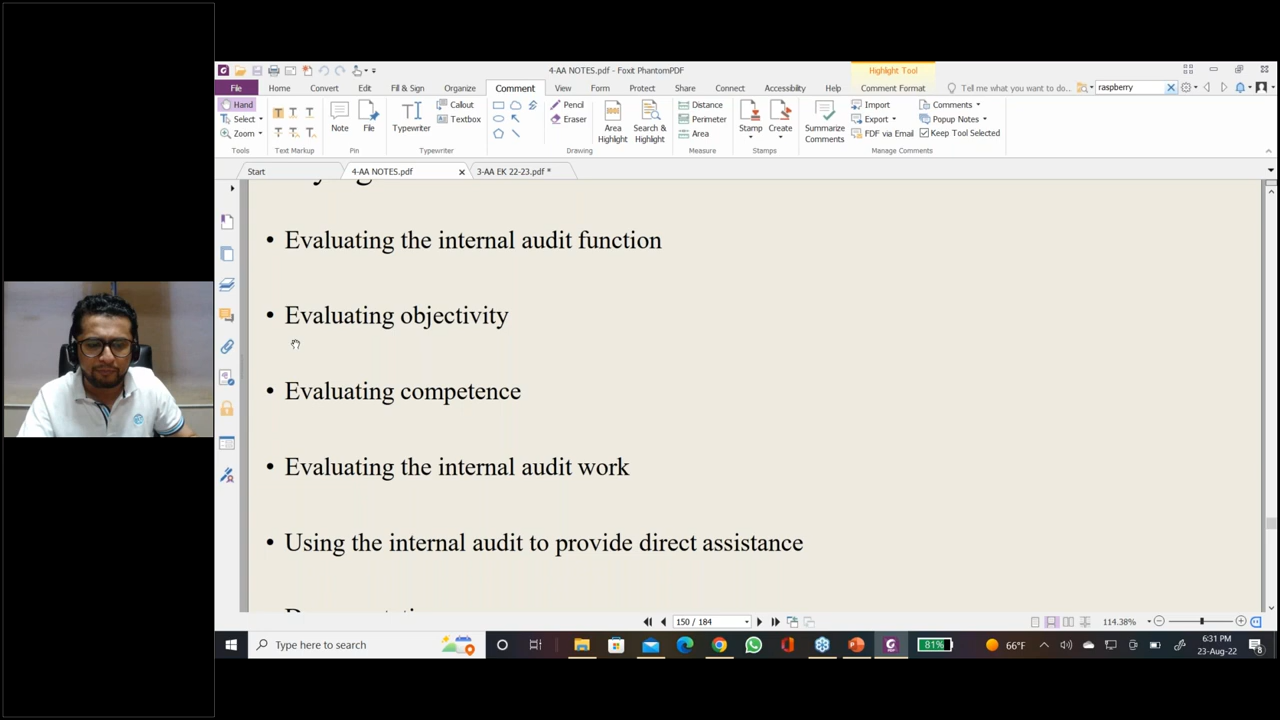 4-AA NOTES.pdf - Foxit PhantomPDF
Highlight Tool
File Home Convert Edit Fill & Sign Organize Comment View Form Protect Share Connect Accessibility Help Comment Format
Tell me what you want to do..
raspberry
Hand
Select
Zoom
Tools
Text Markup
Note
File
Pin
Typewriter
Callout
Textbox
Typewriter
Pencil
Eraser
Drawing
Area Highlight
Search & Highlight
Distance
Perimeter
Area
Measure
Stamp
Create
Stamps
Summarize Comments
Import
Export
FDF via Email
Comments
Popup Notes
Keep Tool Selected
Manage Comments
Start
4-AA NOTES.pdf
3-AA EK 22-23.pdf *
• Evaluating the internal audit function
• Evaluating objectivity
• Evaluating competence
• Evaluating the internal audit work
• Using the internal audit to provide direct assistance
150 / 184
114.38%
Type here to search
81%
66°F
6:31 PM
23-Aug-22